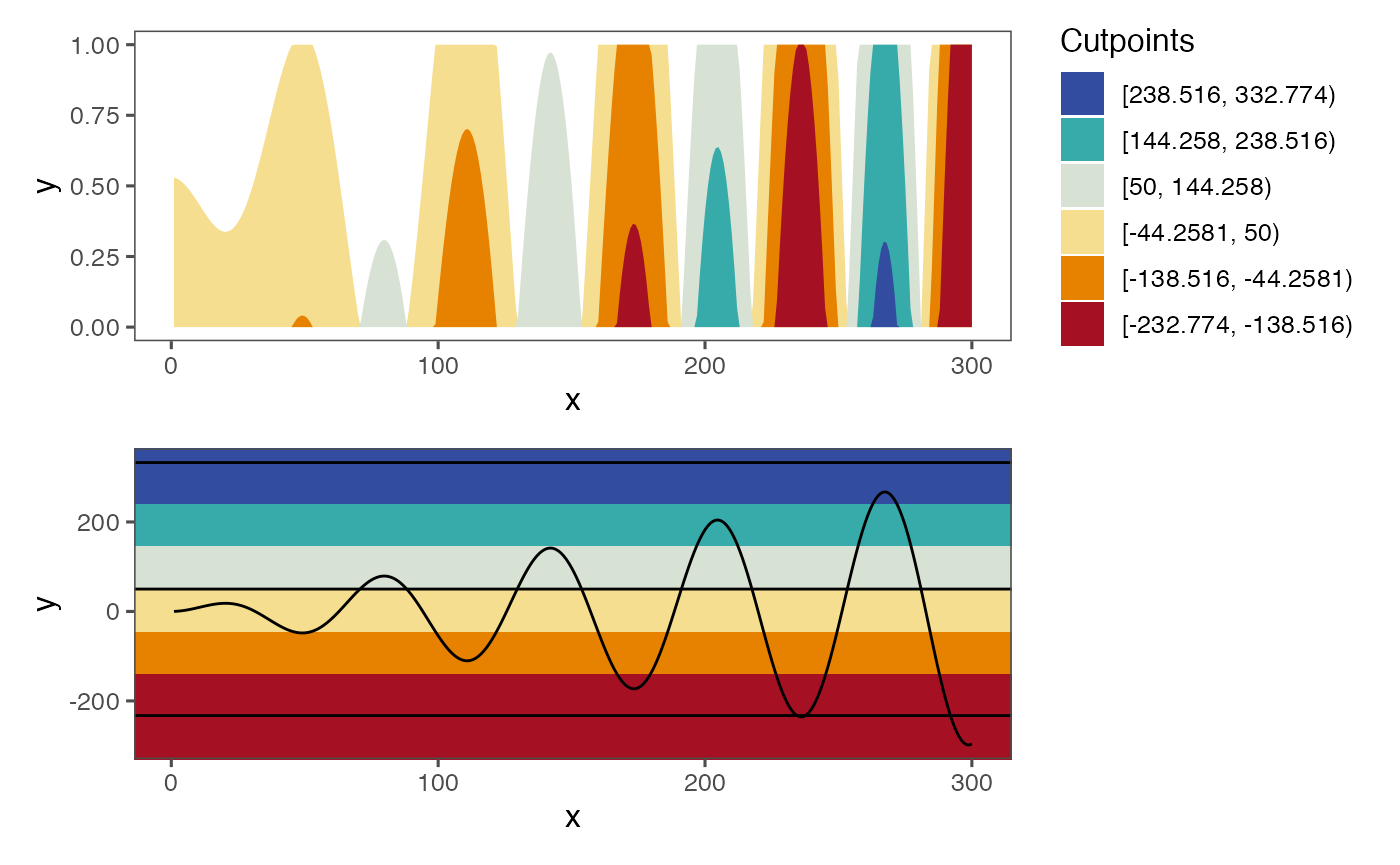 Cutpoints
[238.516, 332.774)
[144.258, 238.516)
[50, 144.258)
[-44.2581, 50)
[-138.516, -44.2581)
[-232.774, -138.516)
1.00
0.75
0.50
0.25
0.00
y
0 100 200 300
x
200
0
-200
y
0 100 200 300
x